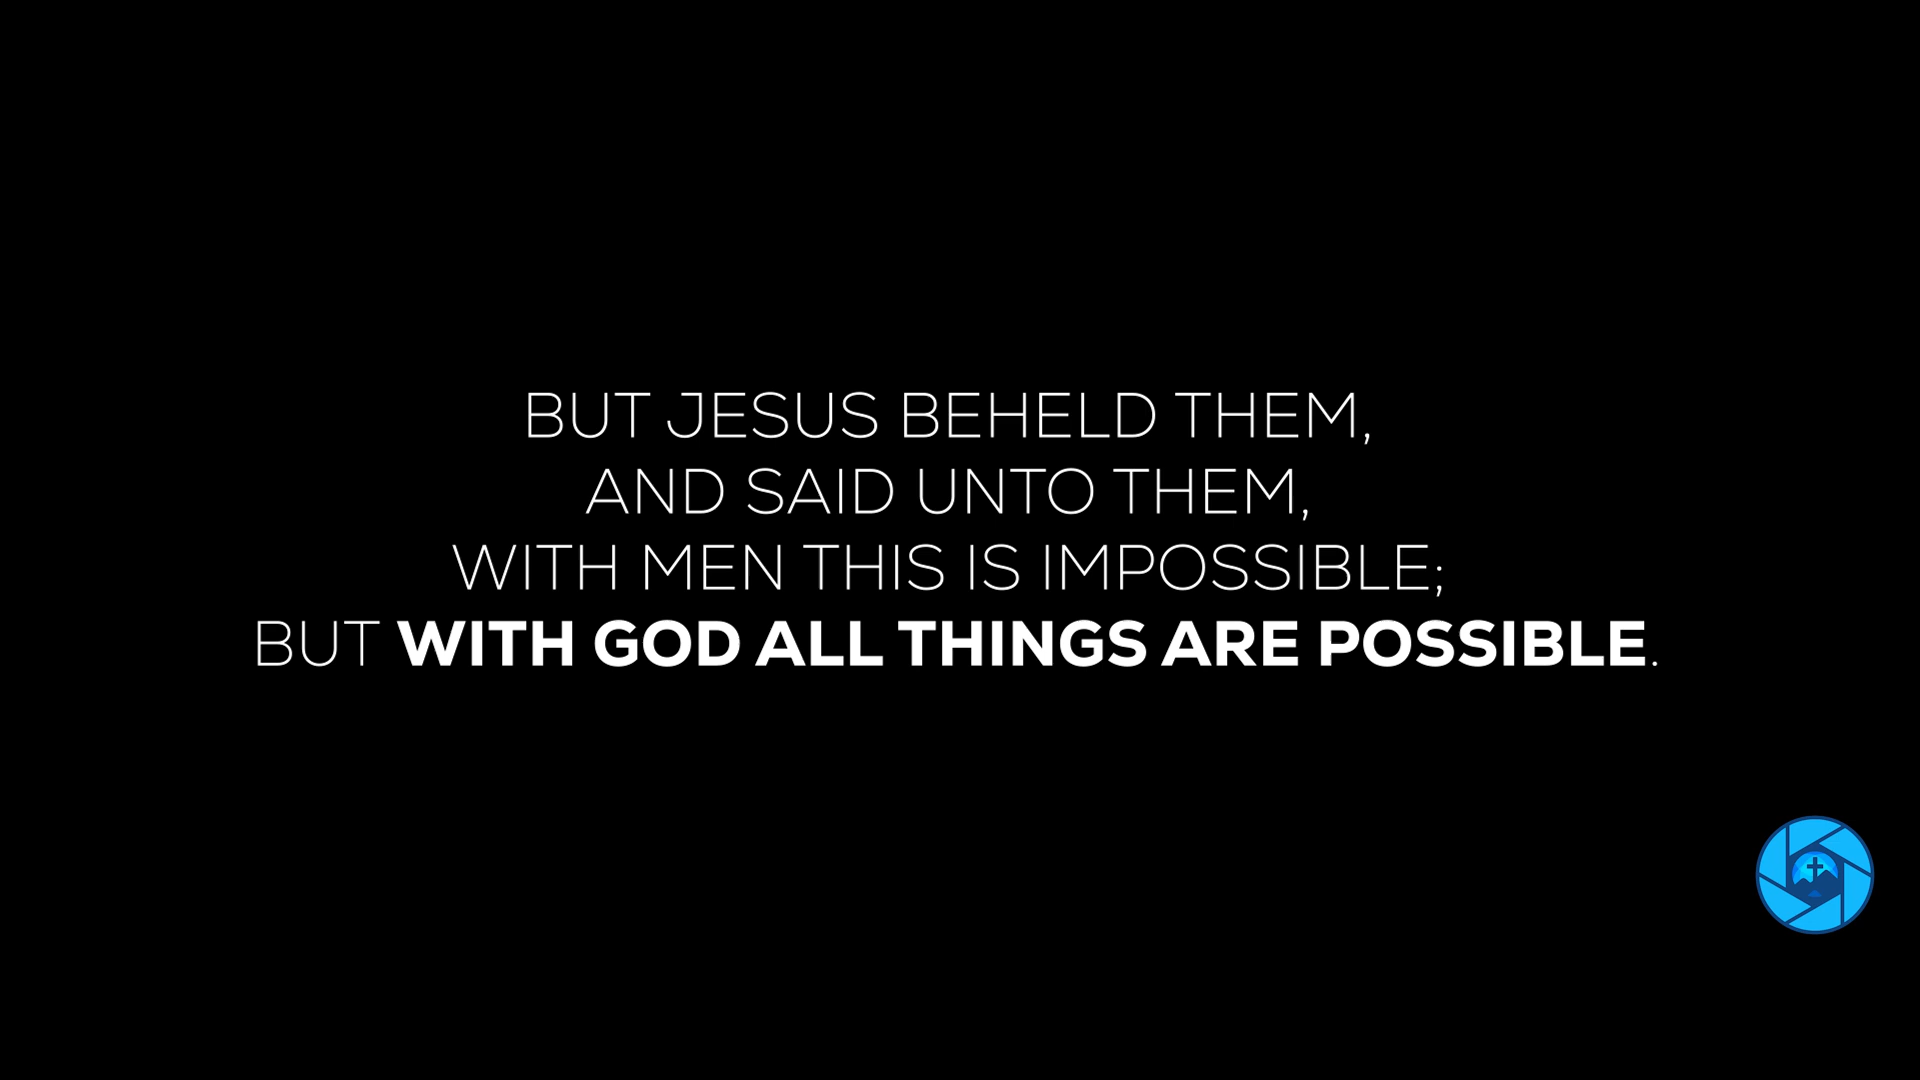 BUT JESUS BEHELD THEM,
AND SAID UNTO THEM,
WITH MEN THIS IS IMPOSSIBLE;
BUT WITH GOD ALL THINGS ARE POSSIBLE.